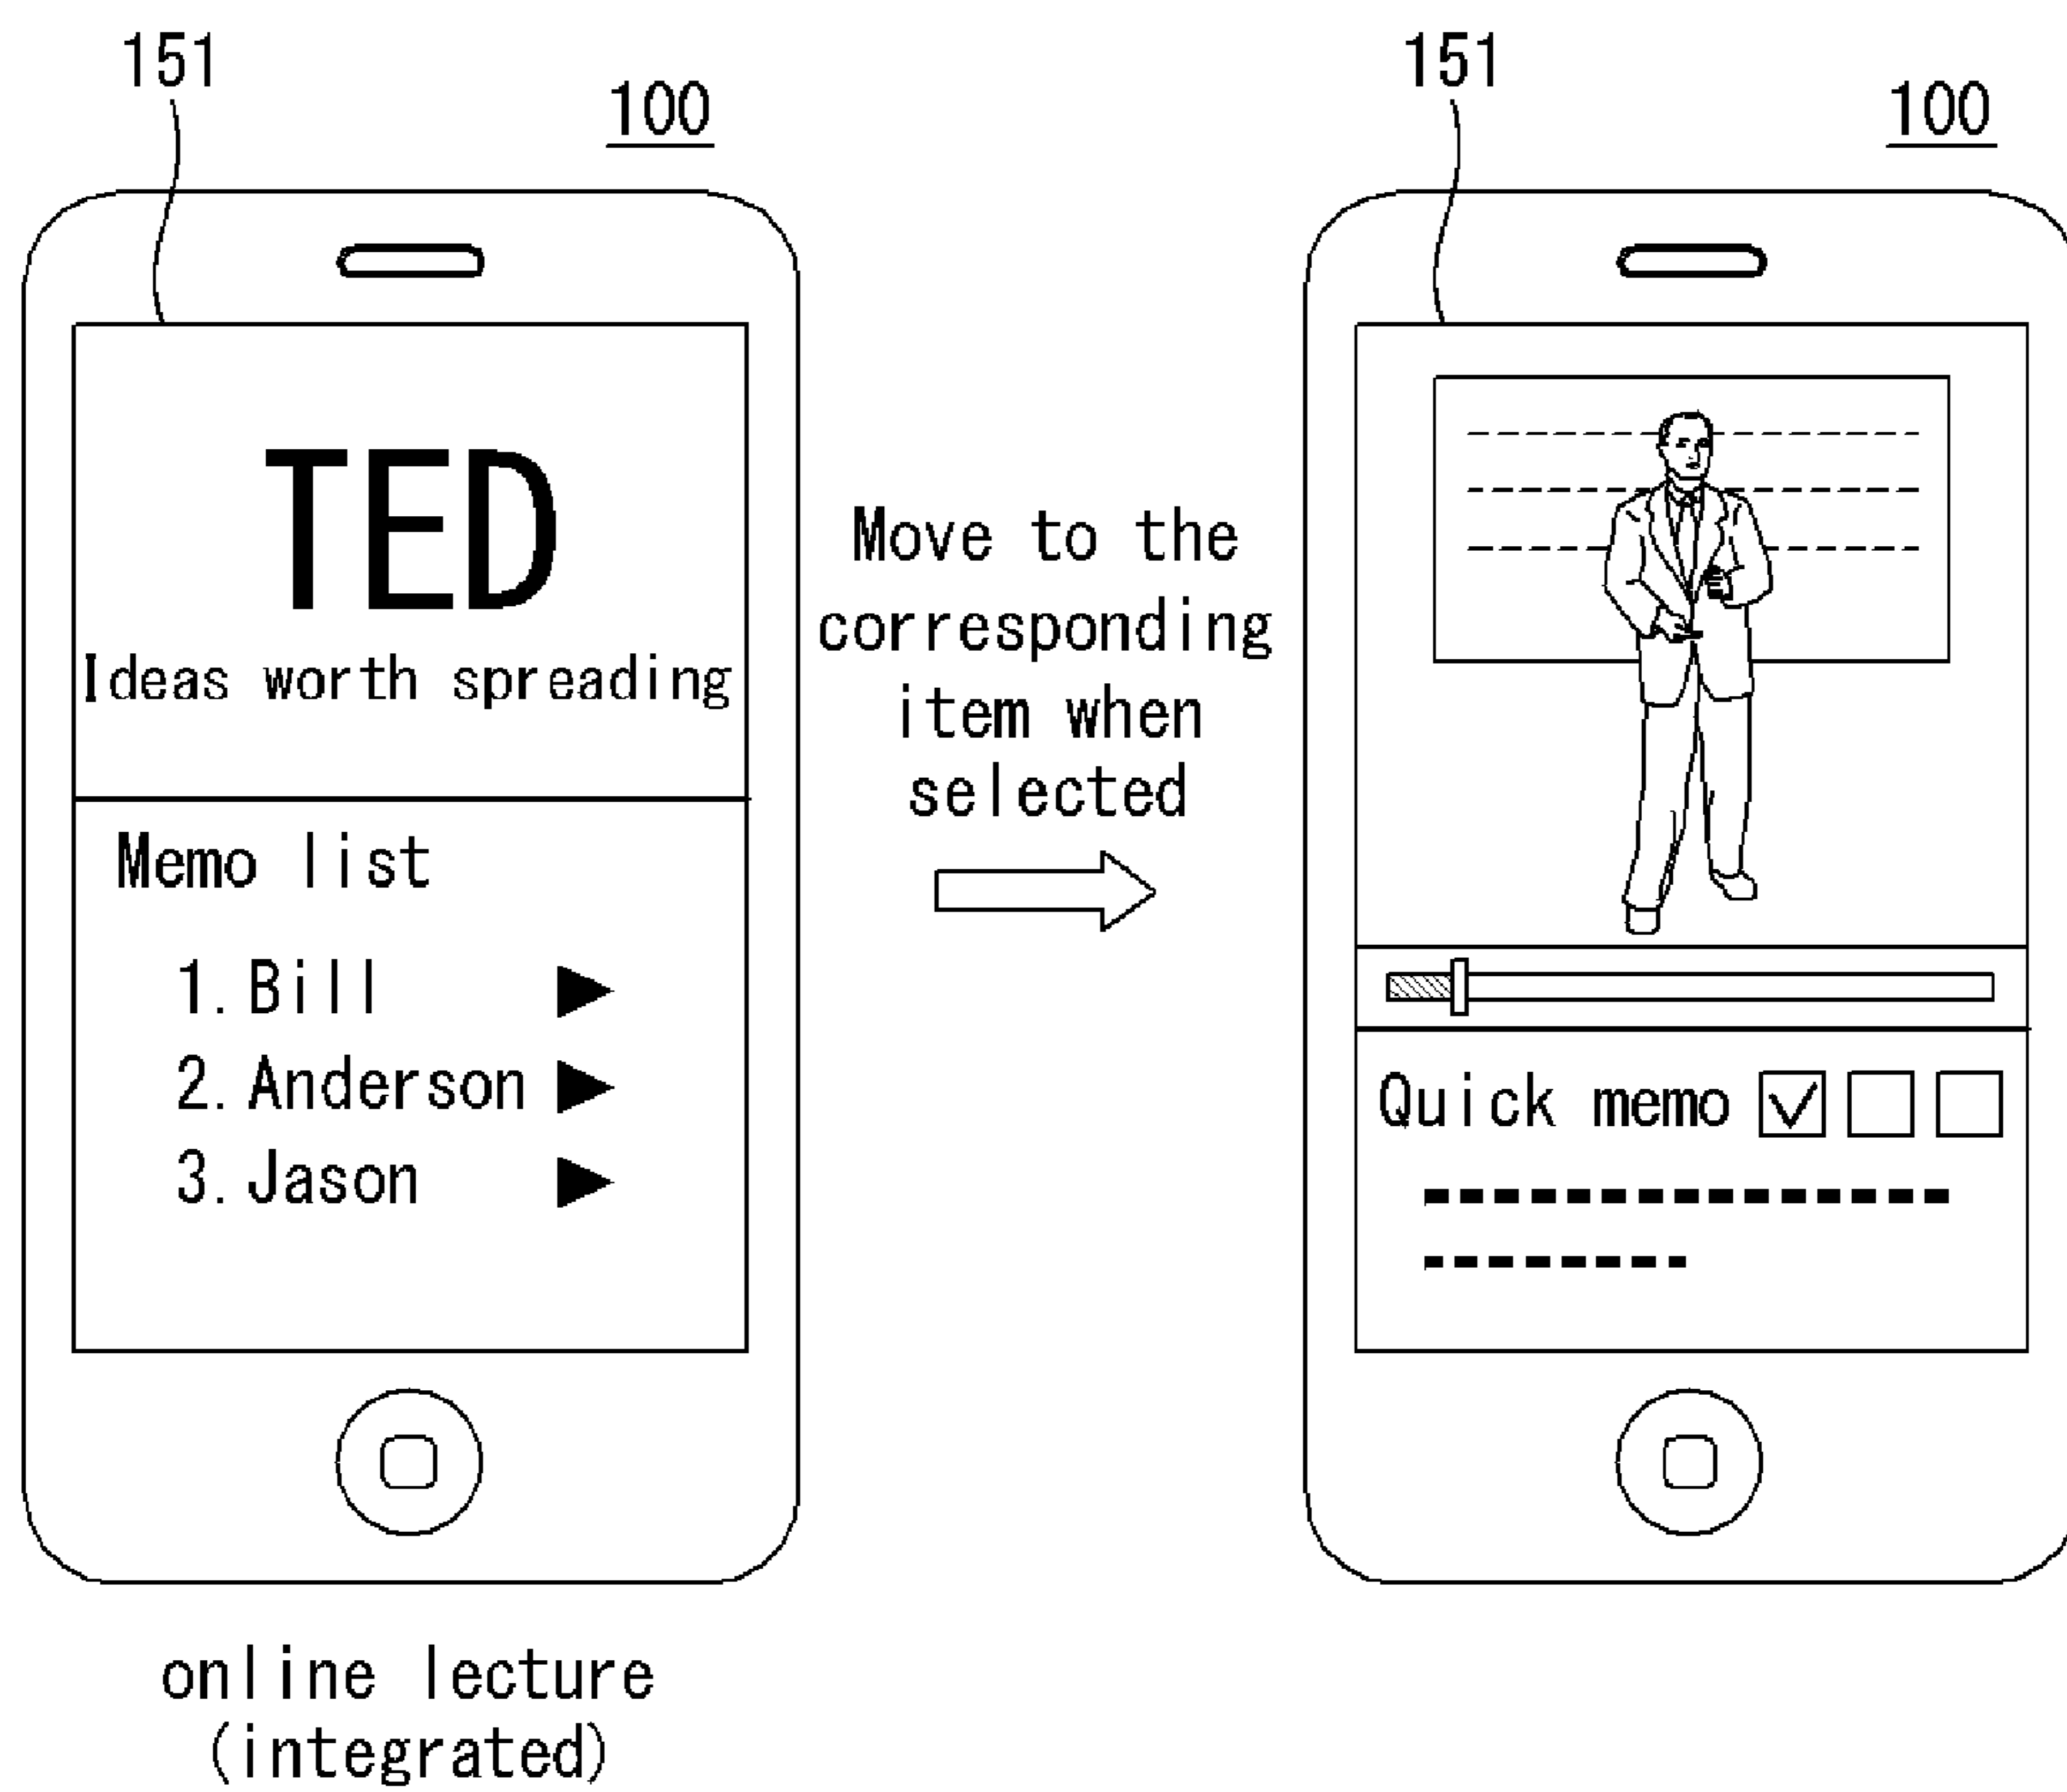 151
100
TED
Ideas worth spreading
Memo list
1. Bill
2. Anderson
3. Jason
online lecture
(integrated)
Move to the
corresponding
item when
selected
151
100
Quick memo